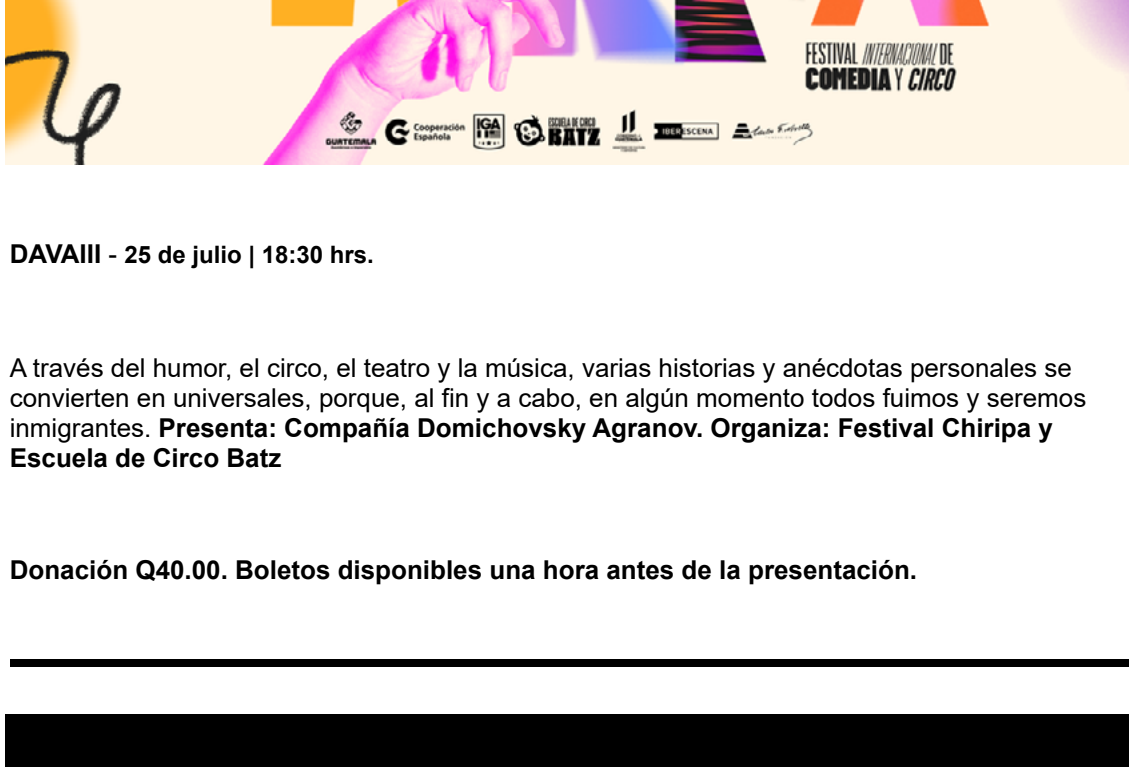 FESTIVAL INTERNACIONAL DE
COMEDIA Y CIRCO
GUATEMALA
Cooperación
Española
IGA
ESCUELA DE CIRCO
BATZ
IBERESCENA
DAVAIII - 25 de julio | 18:30 hrs.
A través del humor, el circo, el teatro y la música, varias historias y anécdotas personales se
convierten en universales, porque, al fin y a cabo, en algún momento todos fuimos y seremos
inmigrantes. Presenta: Compañía Domichovsky Agranov. Organiza: Festival Chiripa y
Escuela de Circo Batz
Donación Q40.00. Boletos disponibles una hora antes de la presentación.